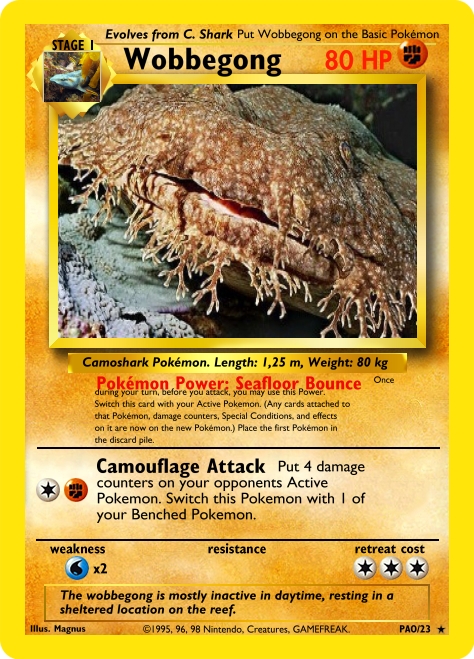 Evolves from C. Shark Put Wobbegong on the Basic Pokémon
STAGE 1
Wobbegong 80 HP
Camoshark Pokémon. Length: 1,25 m, Weight: 80 kg
Pokémon Power: Seafloor Bounce Once
during your turn, before you attack, you may use this Power.
Switch this card with your Active Pokemon. (Any cards attached
to that Pokémon, damage counters, Special Conditions, and effects
on it are now on the new Pokémon.) Place the first Pokémon in
the discard pile.
Camouflage Attack Put 4 damage
counters on your opponents Active
Pokemon. Switch this Pokemon with 1 of
your Benched Pokemon.
weakness resistance retreat cost
x2
The wobbegong is mostly inactive in daytime, resting in a
sheltered location on the reef.
Illus. Magnus ©1995, 96, 98 Nintendo, Creatures, GAMEFREAK. PAO/23 ★